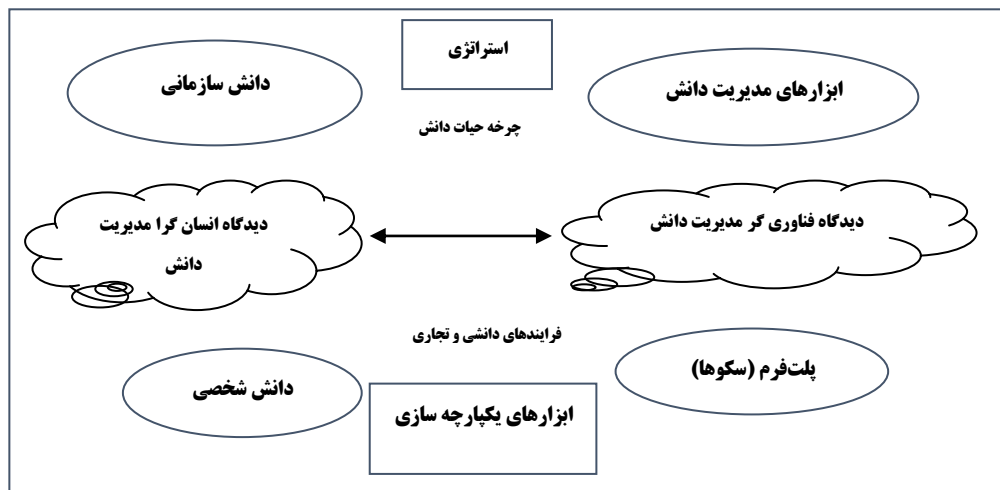 استراتژی
ابزارهای مدیریت دانش
دانش سازمانی
چرخه حیات دانش
دیدگاه فناوری گر مدیریت دانش
دیدگاه انسان گرا مدیریت
دانش
فرایندهای دانشی و تجاری
پلت‌فرم (سکوها)
دانش شخصی
ابزارهای یکپارچه سازی